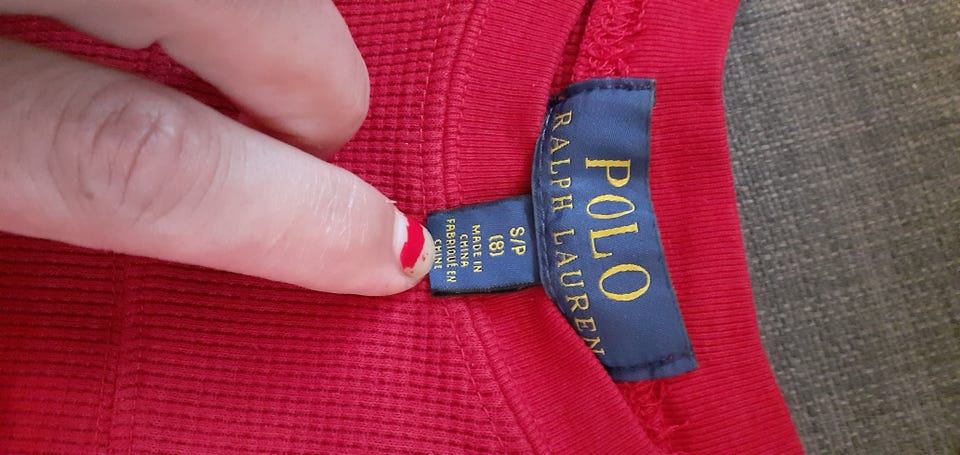 POLO
RALPH LAUREN
S/P
(8)
MADE IN
CHINA
FABRIQUÉ EN
CHINE